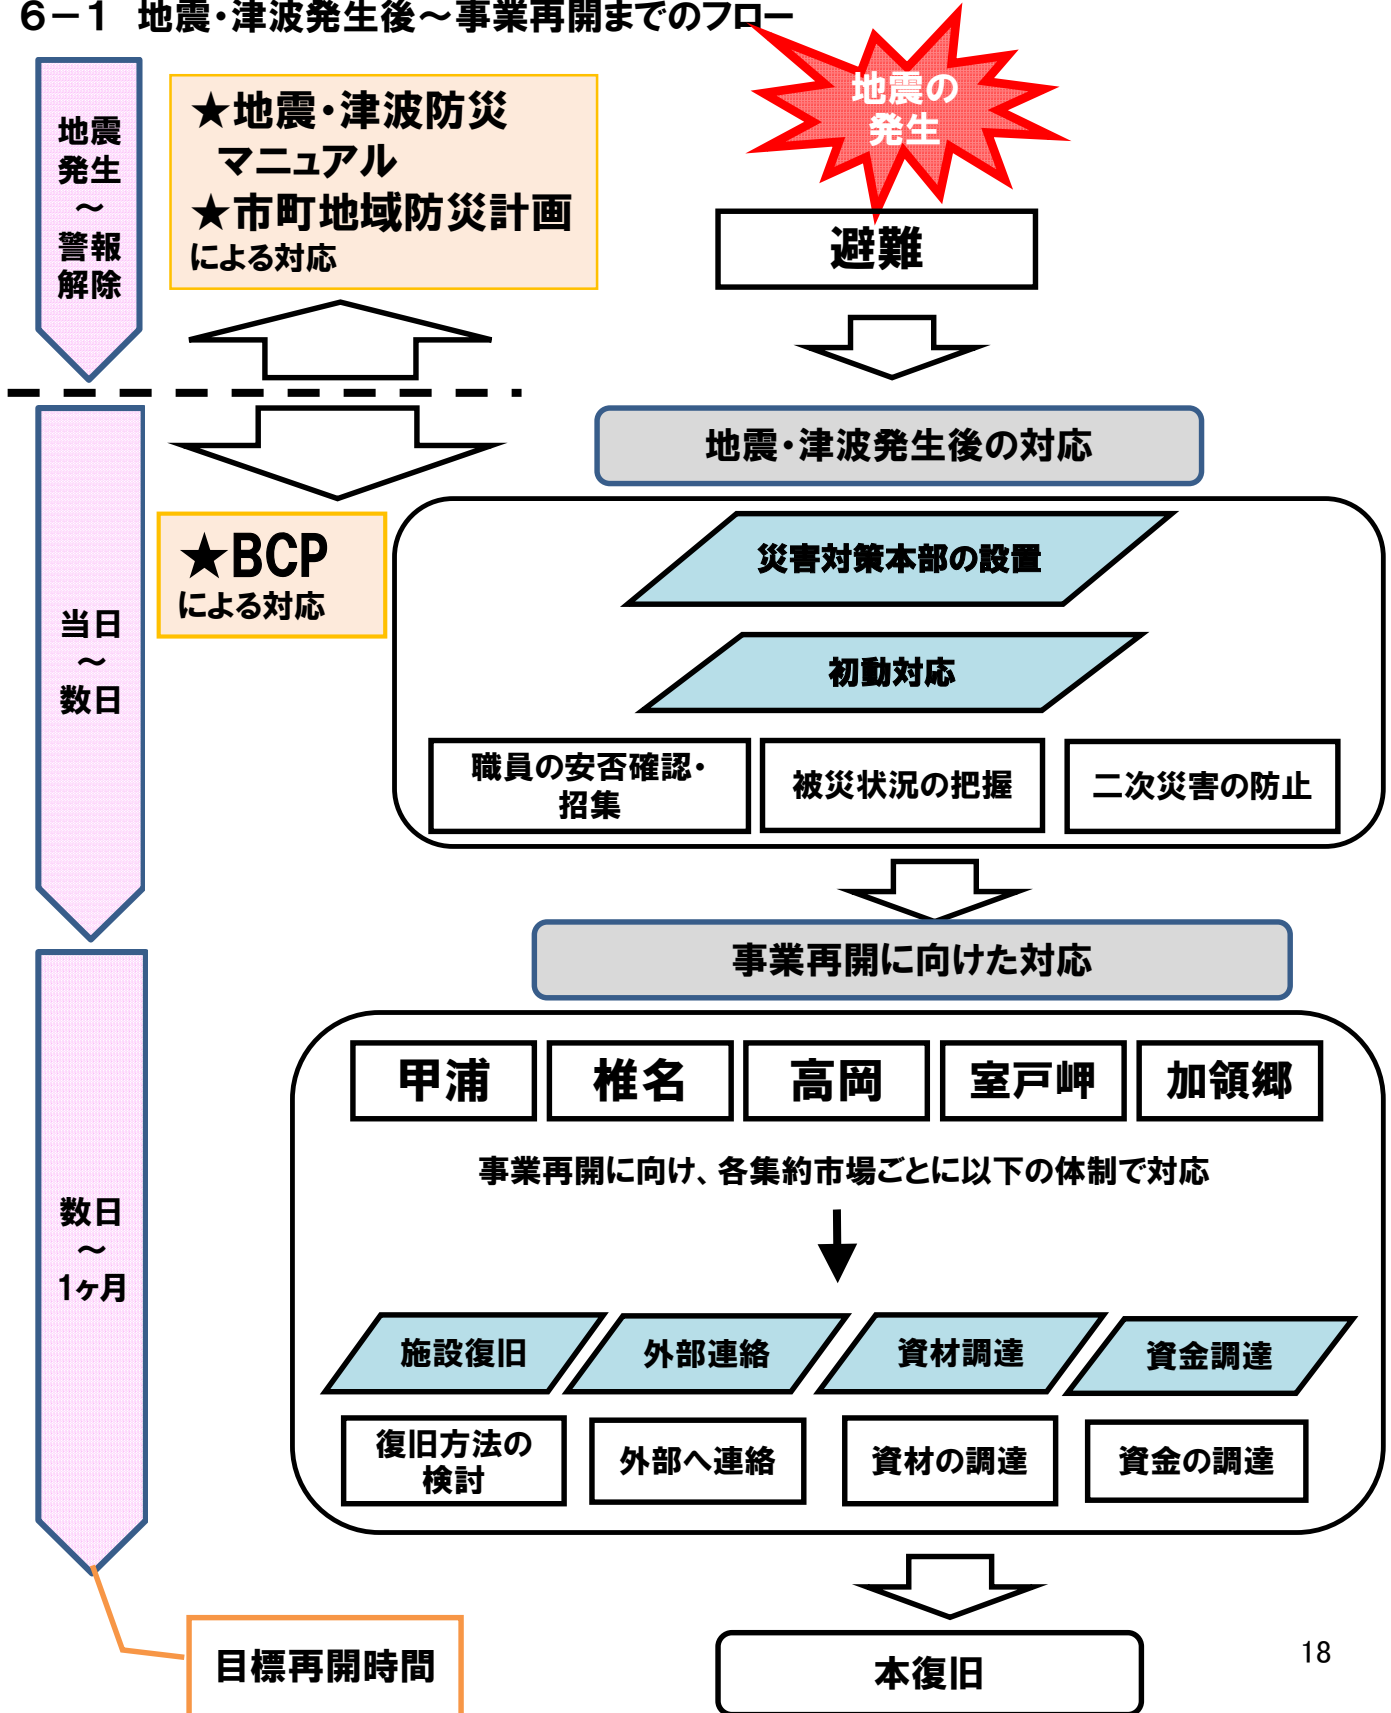 ６－１　地震・津波発生後～事業再開までのフロー
地震の
発生
地震
発生
～
警報
解除
★地震・津波防災
マニュアル
★市町地域防災計画
による対応
避難
地震・津波発生後の対応
★BCP
による対応
災害対策本部の設置
初動対応
当日
～
数日
職員の安否確認・
招集
被災状況の把握
二次災害の防止
事業再開に向けた対応
甲浦
椎名
高岡
室戸岬
加領郷
事業再開に向け、各集約市場ごとに以下の体制で対応
数日
～
1ヶ月
施設復旧
外部連絡
資材調達
資金調達
復旧方法の
検討
外部へ連絡
資材の調達
資金の調達
目標再開時間
本復旧
18